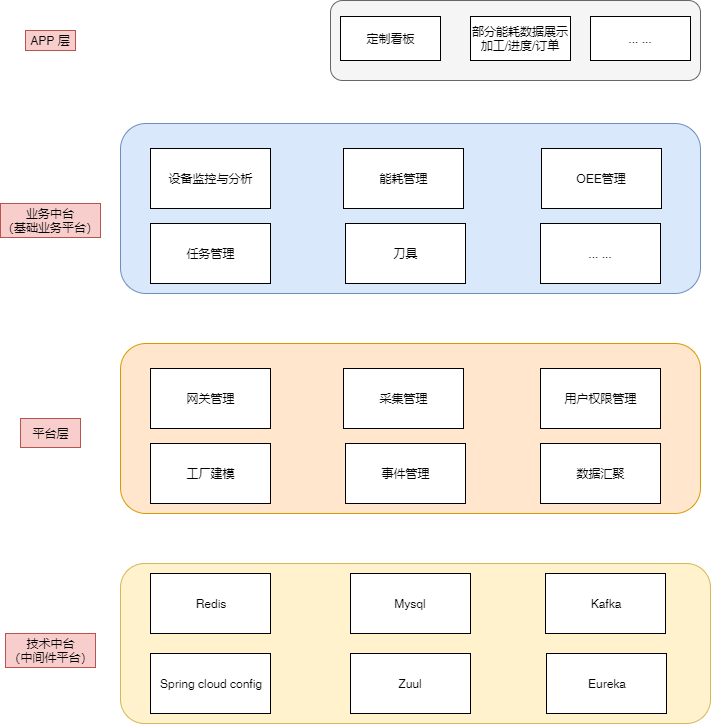 APP 层
定制看板
部分能耗数据展示
加工/进度/订单
... ...
业务中台
（基础业务平台）
设备监控与分析
能耗管理
OEE管理
任务管理
刀具
... ...
平台层
网关管理
采集管理
用户权限管理
工厂建模
事件管理
数据汇聚
技术中台
（中间件平台）
Redis
Mysql
Kafka
Spring cloud config
Zuul
Eureka